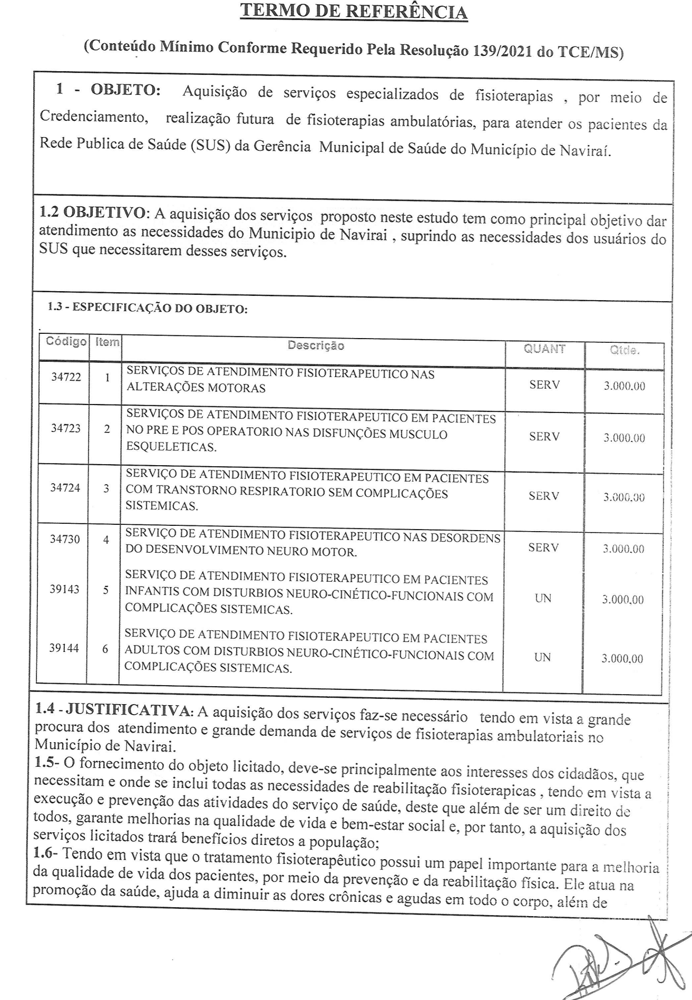 TERMO DE REFERÊNCIA
(Conteúdo Mínimo Conforme Requerido Pela Resolução 139/2021 do TCE/MS)
1 - OBJETO: Aquisição de serviços especializados de fisioterapias , por meio de
Credenciamento, realização futura de fisioterapias ambulatórias, para atender os pacientes da
Rede Publica de Saúde (SUS) da Gerência Municipal de Saúde do Município de Naviraí.
1.2 OBJETIVO: A aquisição dos serviços proposto neste estudo tem como principal objetivo dar
atendimento as necessidades do Municipio de Navirai , suprindo as necessidades dos usuários do
SUS que necessitarem desses serviços.
1.3 - ESPECIFICAÇÃO DO OBJETO:
Código Item Descrição QUANT Qtde.
34722 1 SERVIÇOS DE ATENDIMENTO FISIOTERAPEUTICO NAS
ALTERAÇÕES MOTORAS SERV 3.000.00
34723 2 SERVIÇOS DE ATENDIMENTO FISIOTERAPEUTICO EM PACIENTES
NO PRE E POS OPERATORIO NAS DISFUNÇÕES MUSCULO
ESQUELETICAS. SERV 3.000.00
34724 3 SERVIÇO DE ATENDIMENTO FISIOTERAPEUTICO EM PACIENTES
COM TRANSTORNO RESPIRATORIO SEM COMPLICAÇÕES
SISTEMICAS. SERV 3.000.00
34730 4 SERVIÇO DE ATENDIMENTO FISIOTERAPEUTICO NAS DESORDENS
DO DESENVOLVIMENTO NEURO MOTOR. SERV 3.000.00
39143 5 SERVIÇO DE ATENDIMENTO FISIOTERAPEUTICO EM PACIENTES
INFANTIS COM DISTURBIOS NEURO-CINÉTICO-FUNCIONAIS COM
COMPLICAÇÕES SISTEMICAS. UN 3.000,00
39144 6 SERVIÇO DE ATENDIMENTO FISIOTERAPEUTICO EM PACIENTES
ADULTOS COM DISTURBIOS NEURO-CINÉTICO-FUNCIONAIS COM
COMPLICAÇÕES SISTEMICAS. UN 3.000.00
1.4 - JUSTIFICATIVA: A aquisição dos serviços faz-se necessário tendo em vista a grande
procura dos atendimento e grande demanda de serviços de fisioterapias ambulatoriais no
Município de Navirai.
1.5- O fornecimento do objeto licitado, deve-se principalmente aos interesses dos cidadãos, que
necessitam e onde se inclui todas as necessidades de reabilitação fisioterapicas , tendo em vista a
execução e prevenção das atividades do serviço de saúde, deste que além de ser um direito de
todos, garante melhorias na qualidade de vida e bem-estar social e, por tanto, a aquisição dos
serviços licitados trará benefícios diretos a população;
1.6- Tendo em vista que o tratamento fisioterapêutico possui um papel importante para a melhoria
da qualidade de vida dos pacientes, por meio da prevenção e da reabilitação física. Ele atua na
promoção da saúde, ajuda a diminuir as dores crônicas e agudas em todo o corpo, além de